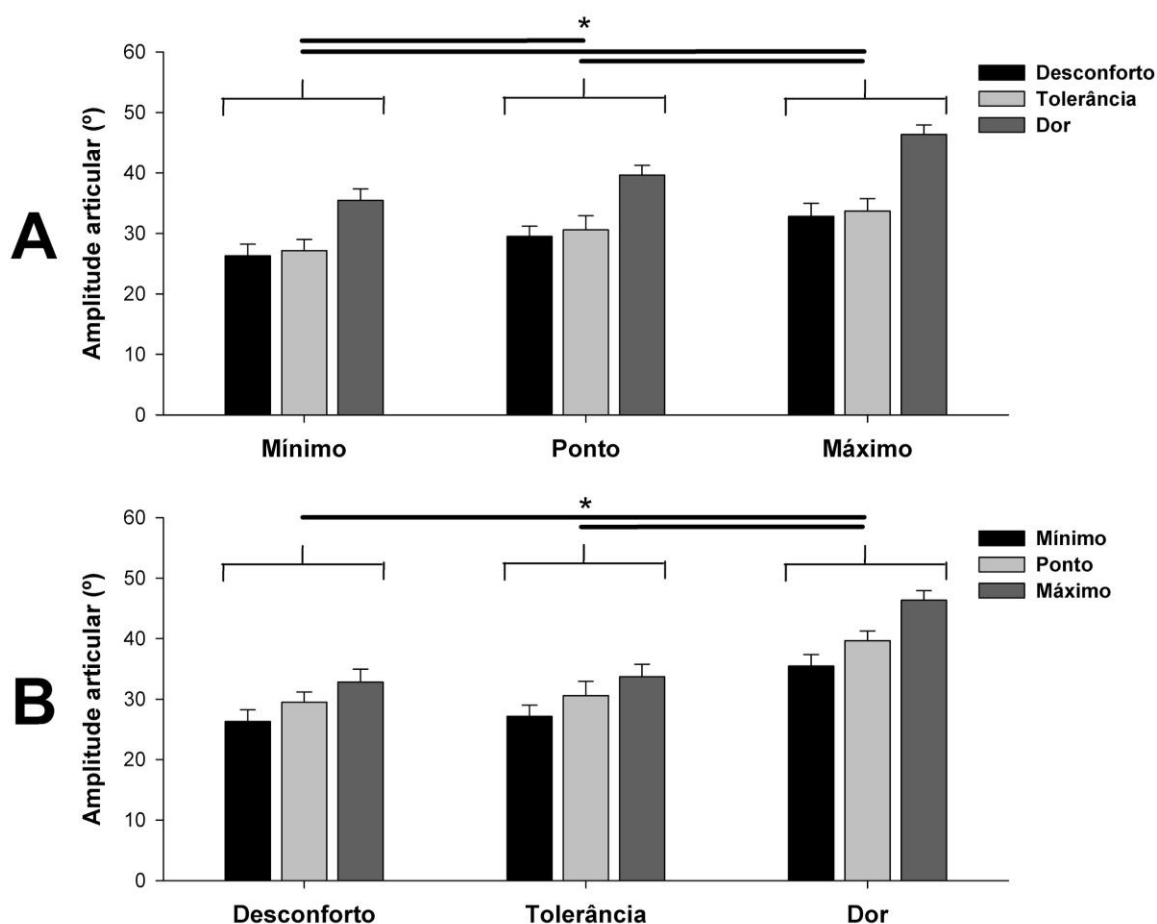 *
60
50
40
30
20
10
0
Amplitude articular (º)
A
Desconforto
Tolerância
Dor
Mínimo
Ponto
Máximo
*
60
50
40
30
20
10
0
Amplitude articular (º)
B
Mínimo
Ponto
Máximo
Desconforto
Tolerância
Dor